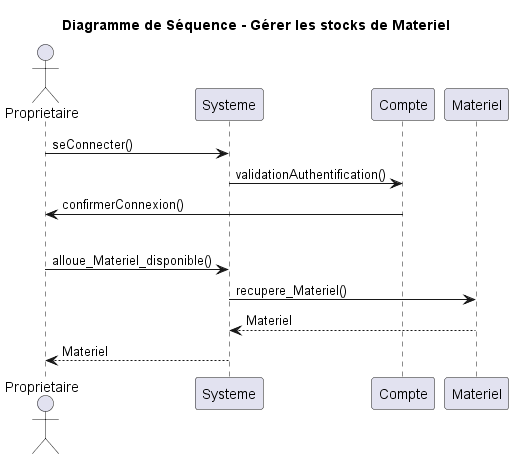 Diagramme de Séquence - Gérer les stocks de Materiel
Proprietaire
Systeme
Compte
Materiel
seConnecter()
validationAuthentification()
confirmerConnexion()
alloue_Materiel_disponible()
recupere_Materiel()
Materiel
Materiel
Proprietaire
Systeme
Compte
Materiel